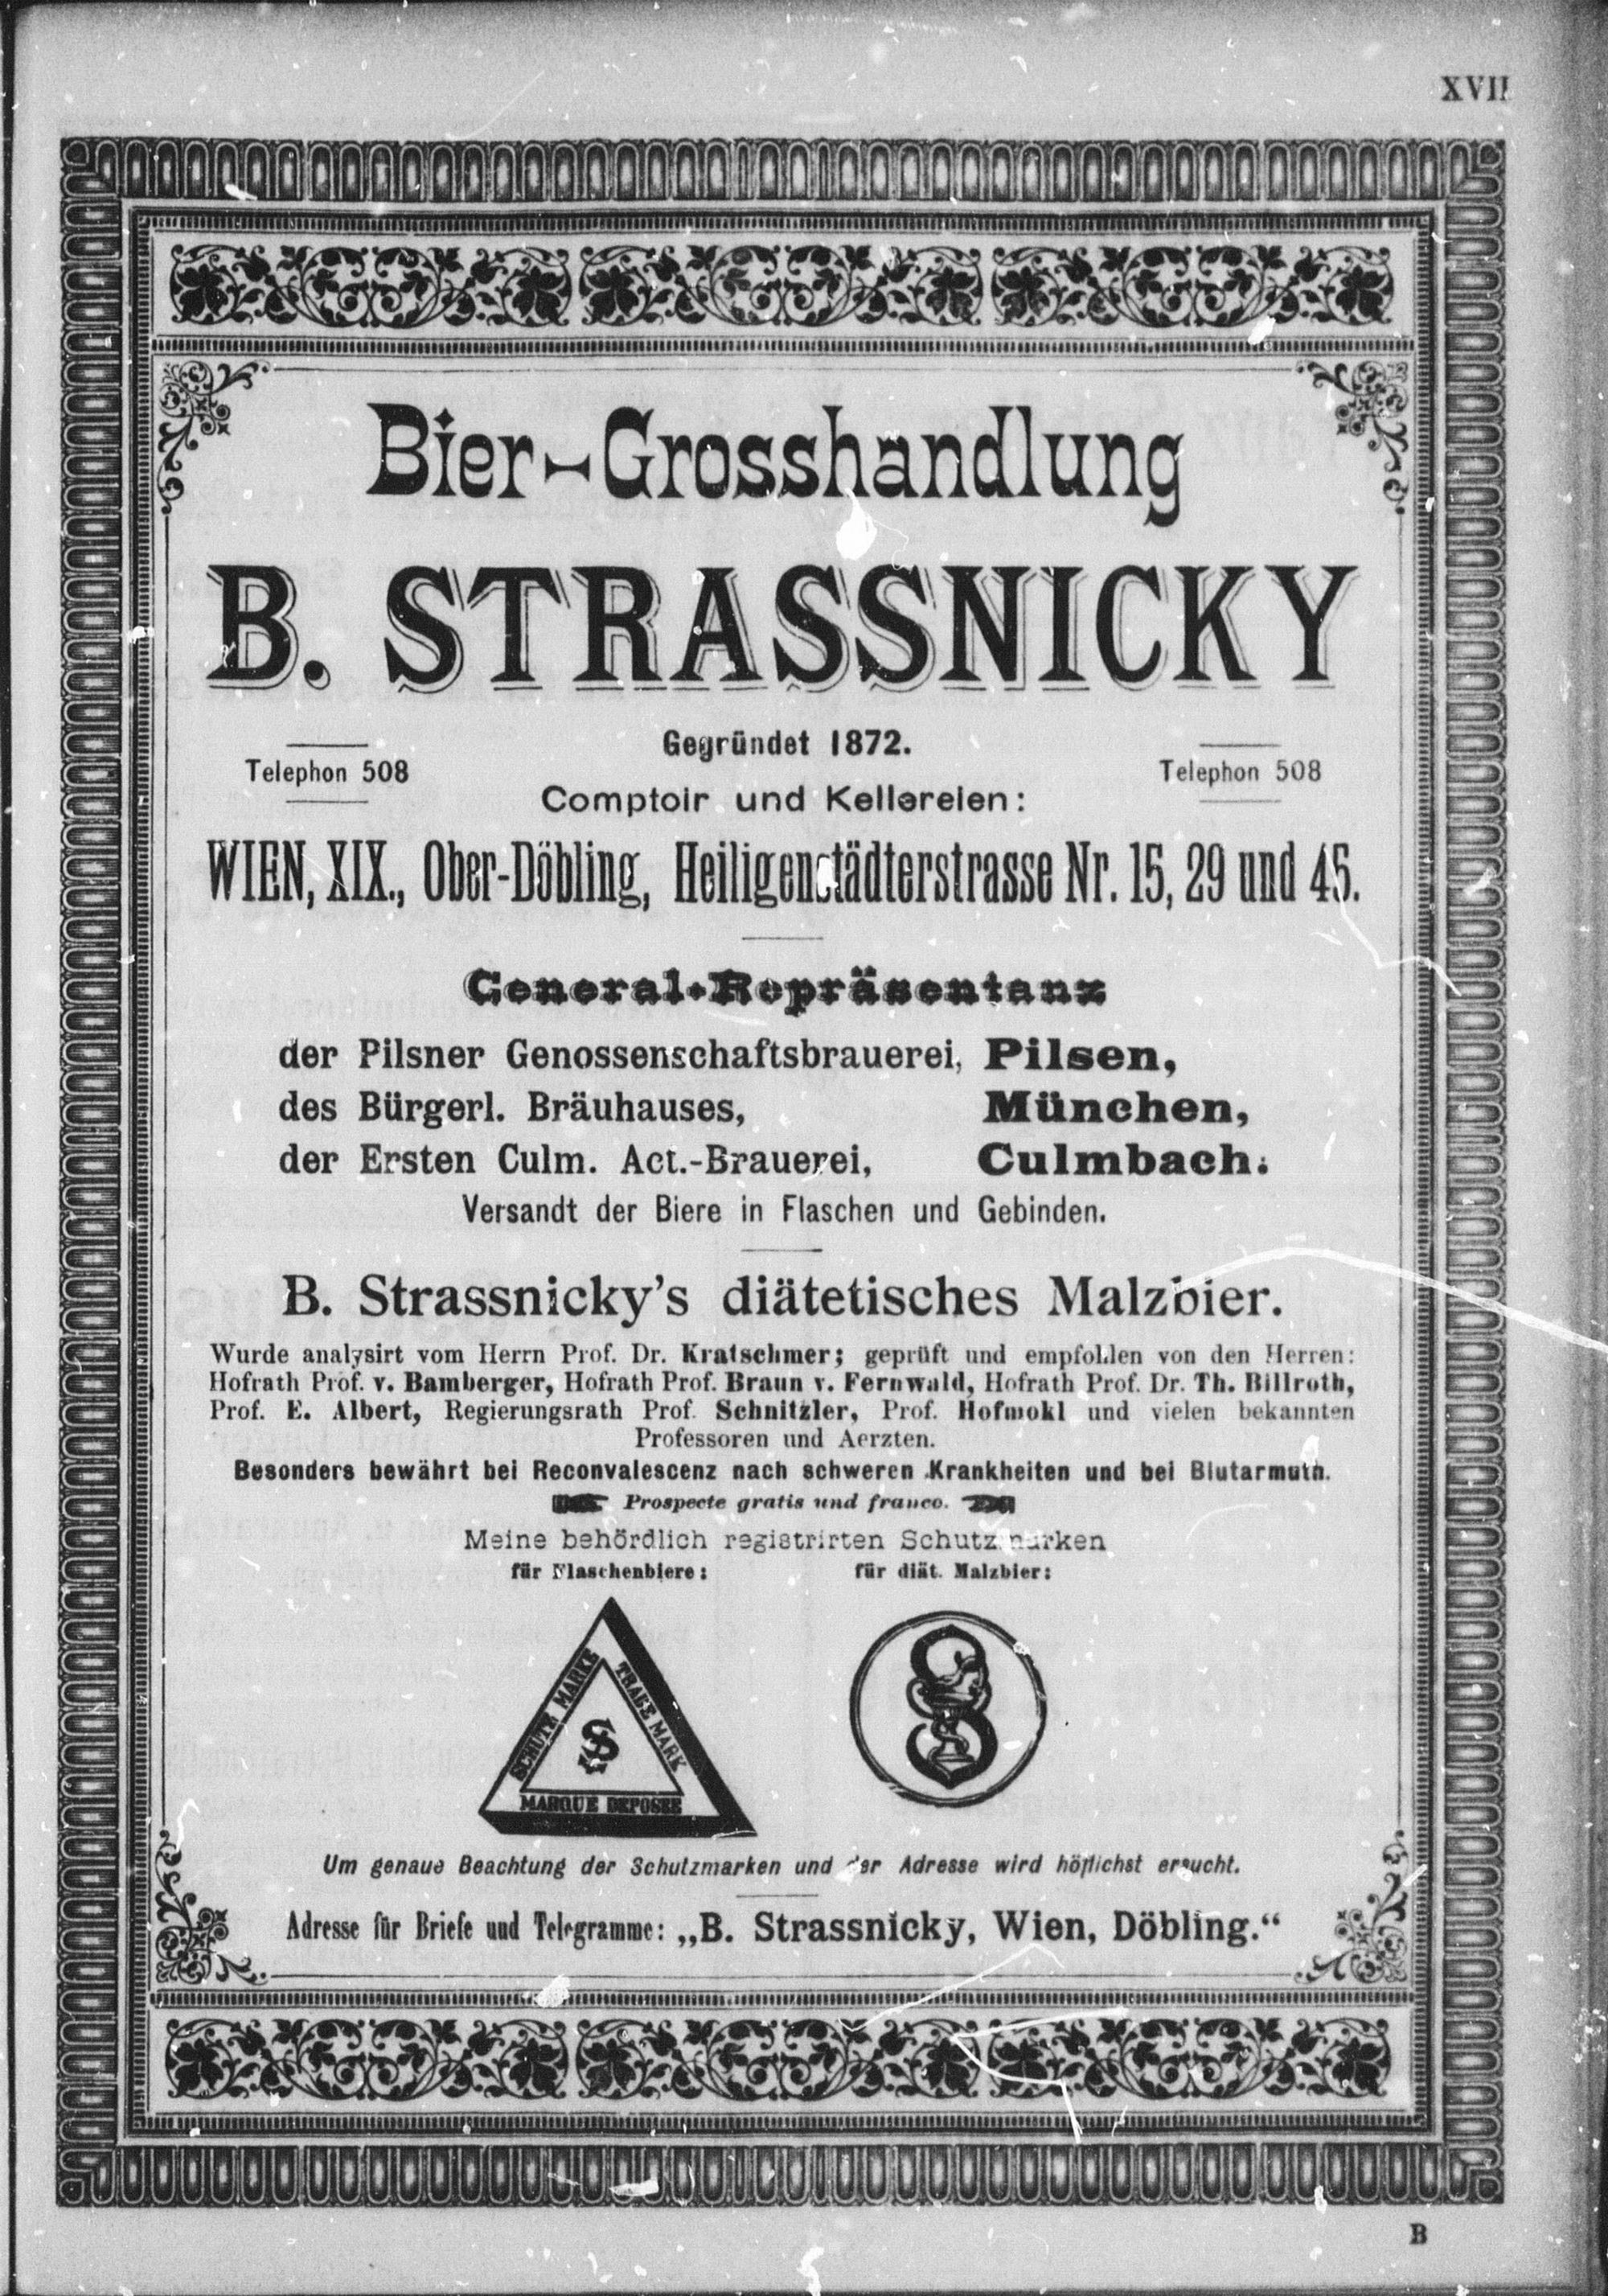 XVII
Bier-Grosshandlung
B. STRASSNICKY
Gegründet 1872.
Telephon 508
Telephon 508
Comptoir und Kellereien:
WIEN, XIX., Ober-Döbling, Heiligenstädterstrasse Nr. 15, 29 und 45.
General-Repräsentanz
der Pilsner Genossenschaftsbrauerei, Pilsen,
des Bürgerl. Bräuhauses, München,
der Ersten Culm. Act.-Brauerei, Culmbach.
Versandt der Biere in Flaschen und Gebinden.
B. Strassnicky's diätetisches Malzbier.
Wurde analysirt vom Herrn Prof. Dr. Kratschmer; geprüft und empfohlen von den Herren:
Hofrath Prof. v. Bamberger, Hofrath Prof. Braun v. Fernwald, Hofrath Prof. Dr. Th. Billroth,
Prof. E. Albert, Regierungsrath Prof. Schnitzler, Prof. Hofmokl und vielen bekannten
Professoren und Aerzten.
Besonders bewährt bei Reconvalescenz nach schweren Krankheiten und bei Blutarmuth.
Prospecte gratis und franco.
Meine behördlich registrirten Schutzmarken
für Flaschenbiere:
für diät. Malzbier:
SCHUTZ MARKE
TRADE MARK
S
MARQUE DEPOSEE
Um genaue Beachtung der Schutzmarken und der Adresse wird höflichst ersucht.
Adresse für Briefe und Telegramme: „B. Strassnicky, Wien, Döbling.“
B